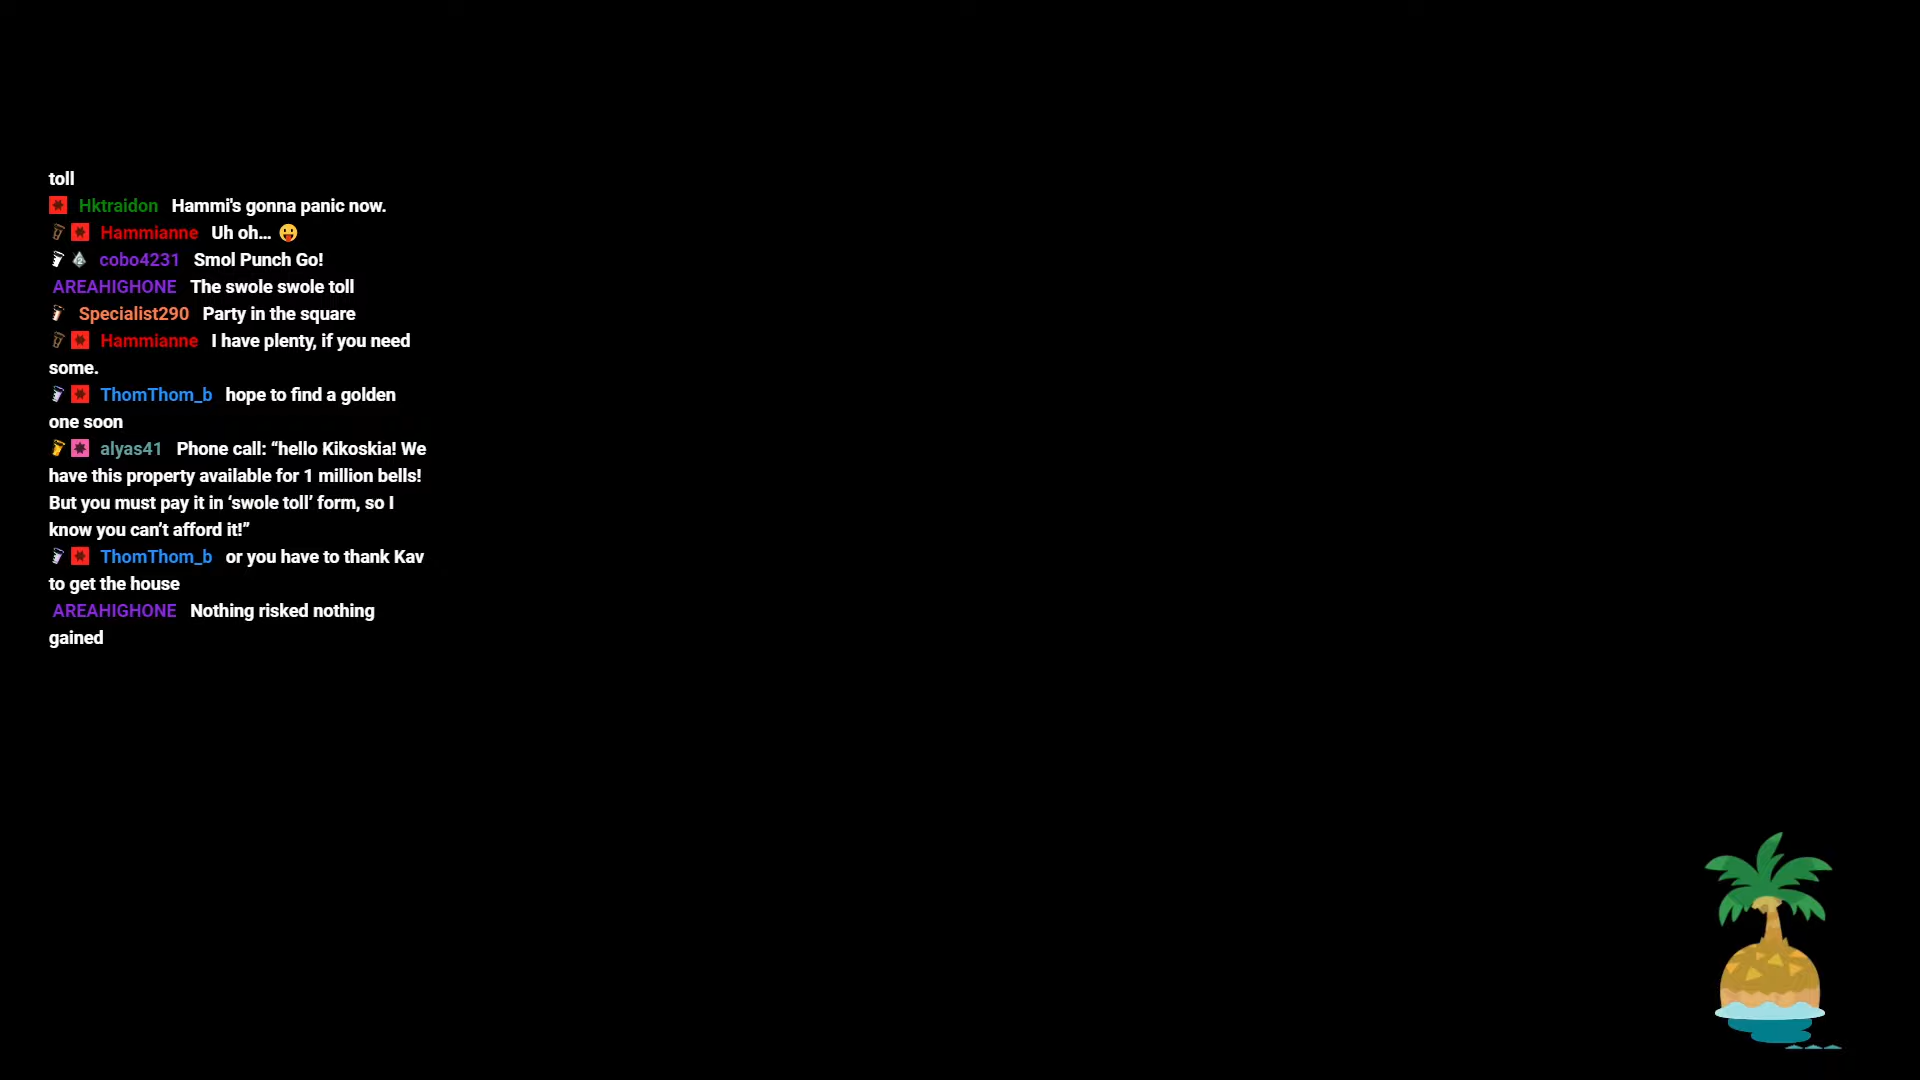 toll
Hktraidon Hammi's gonna panic now.
Hammianne Uh oh... 😛
cobo4231 Smol Punch Go!
AREAHIGHONE The swole swole toll
Specialist290 Party in the square
Hammianne I have plenty, if you need
some.
ThomThom_b hope to find a golden
one soon
alyas41 Phone call: “hello Kikoskia! We
have this property available for 1 million bells!
But you must pay it in ‘swole toll’ form, so I
know you can’t afford it!”
ThomThom_b or you have to thank Kav
to get the house
AREAHIGHONE Nothing risked nothing
gained